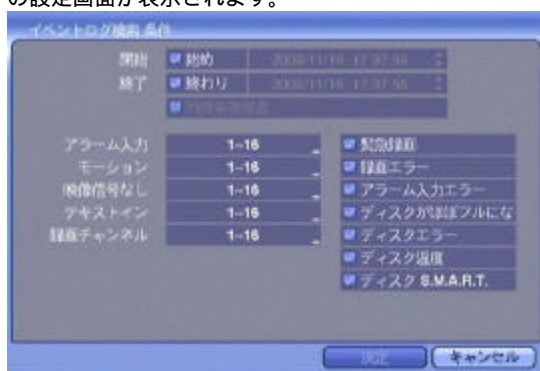 の設定画面が表示されます。
イベントログ検索 条件
開始 始め 2008/11/18 17:37:56
終了 終わり 2008/11/18 17:37:56
アラーム入力 1~16 緊急録画
モーション 1~16 録画エラー
映像信号なし 1~16 アラーム入力エラー
テキストイン 1~16 ディスクがほぼフルにな
録画チャンネル 1~16 ディスクエラー
ディスク温度
ディスク S.M.A.R.T.
決定 キャンセル